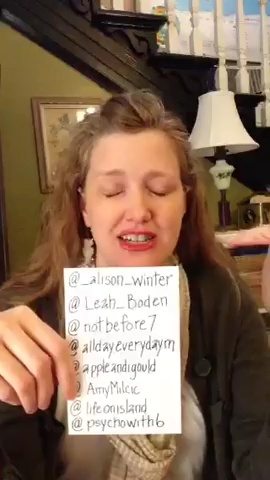 @_alison_winter
@ Leah_Boden
@ notbefore7
@ alldayeverydaym
@ appleandigould
@ AmyMilcic
@ lifeonisland
@ psychowith6